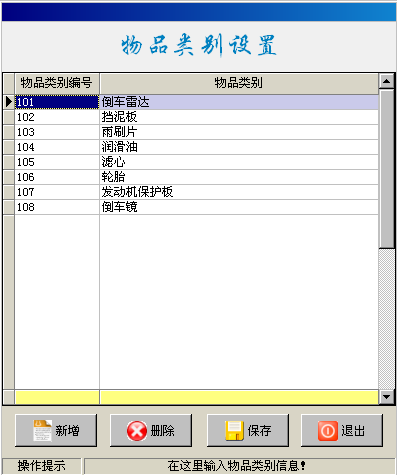 物品类别设置
物品类别编号 物品类别
101 倒车雷达
102 挡泥板
103 雨刷片
104 润滑油
105 滤心
106 轮胎
107 发动机保护板
108 倒车镜
新增 删除 保存 退出
操作提示 在这里输入物品类别信息!